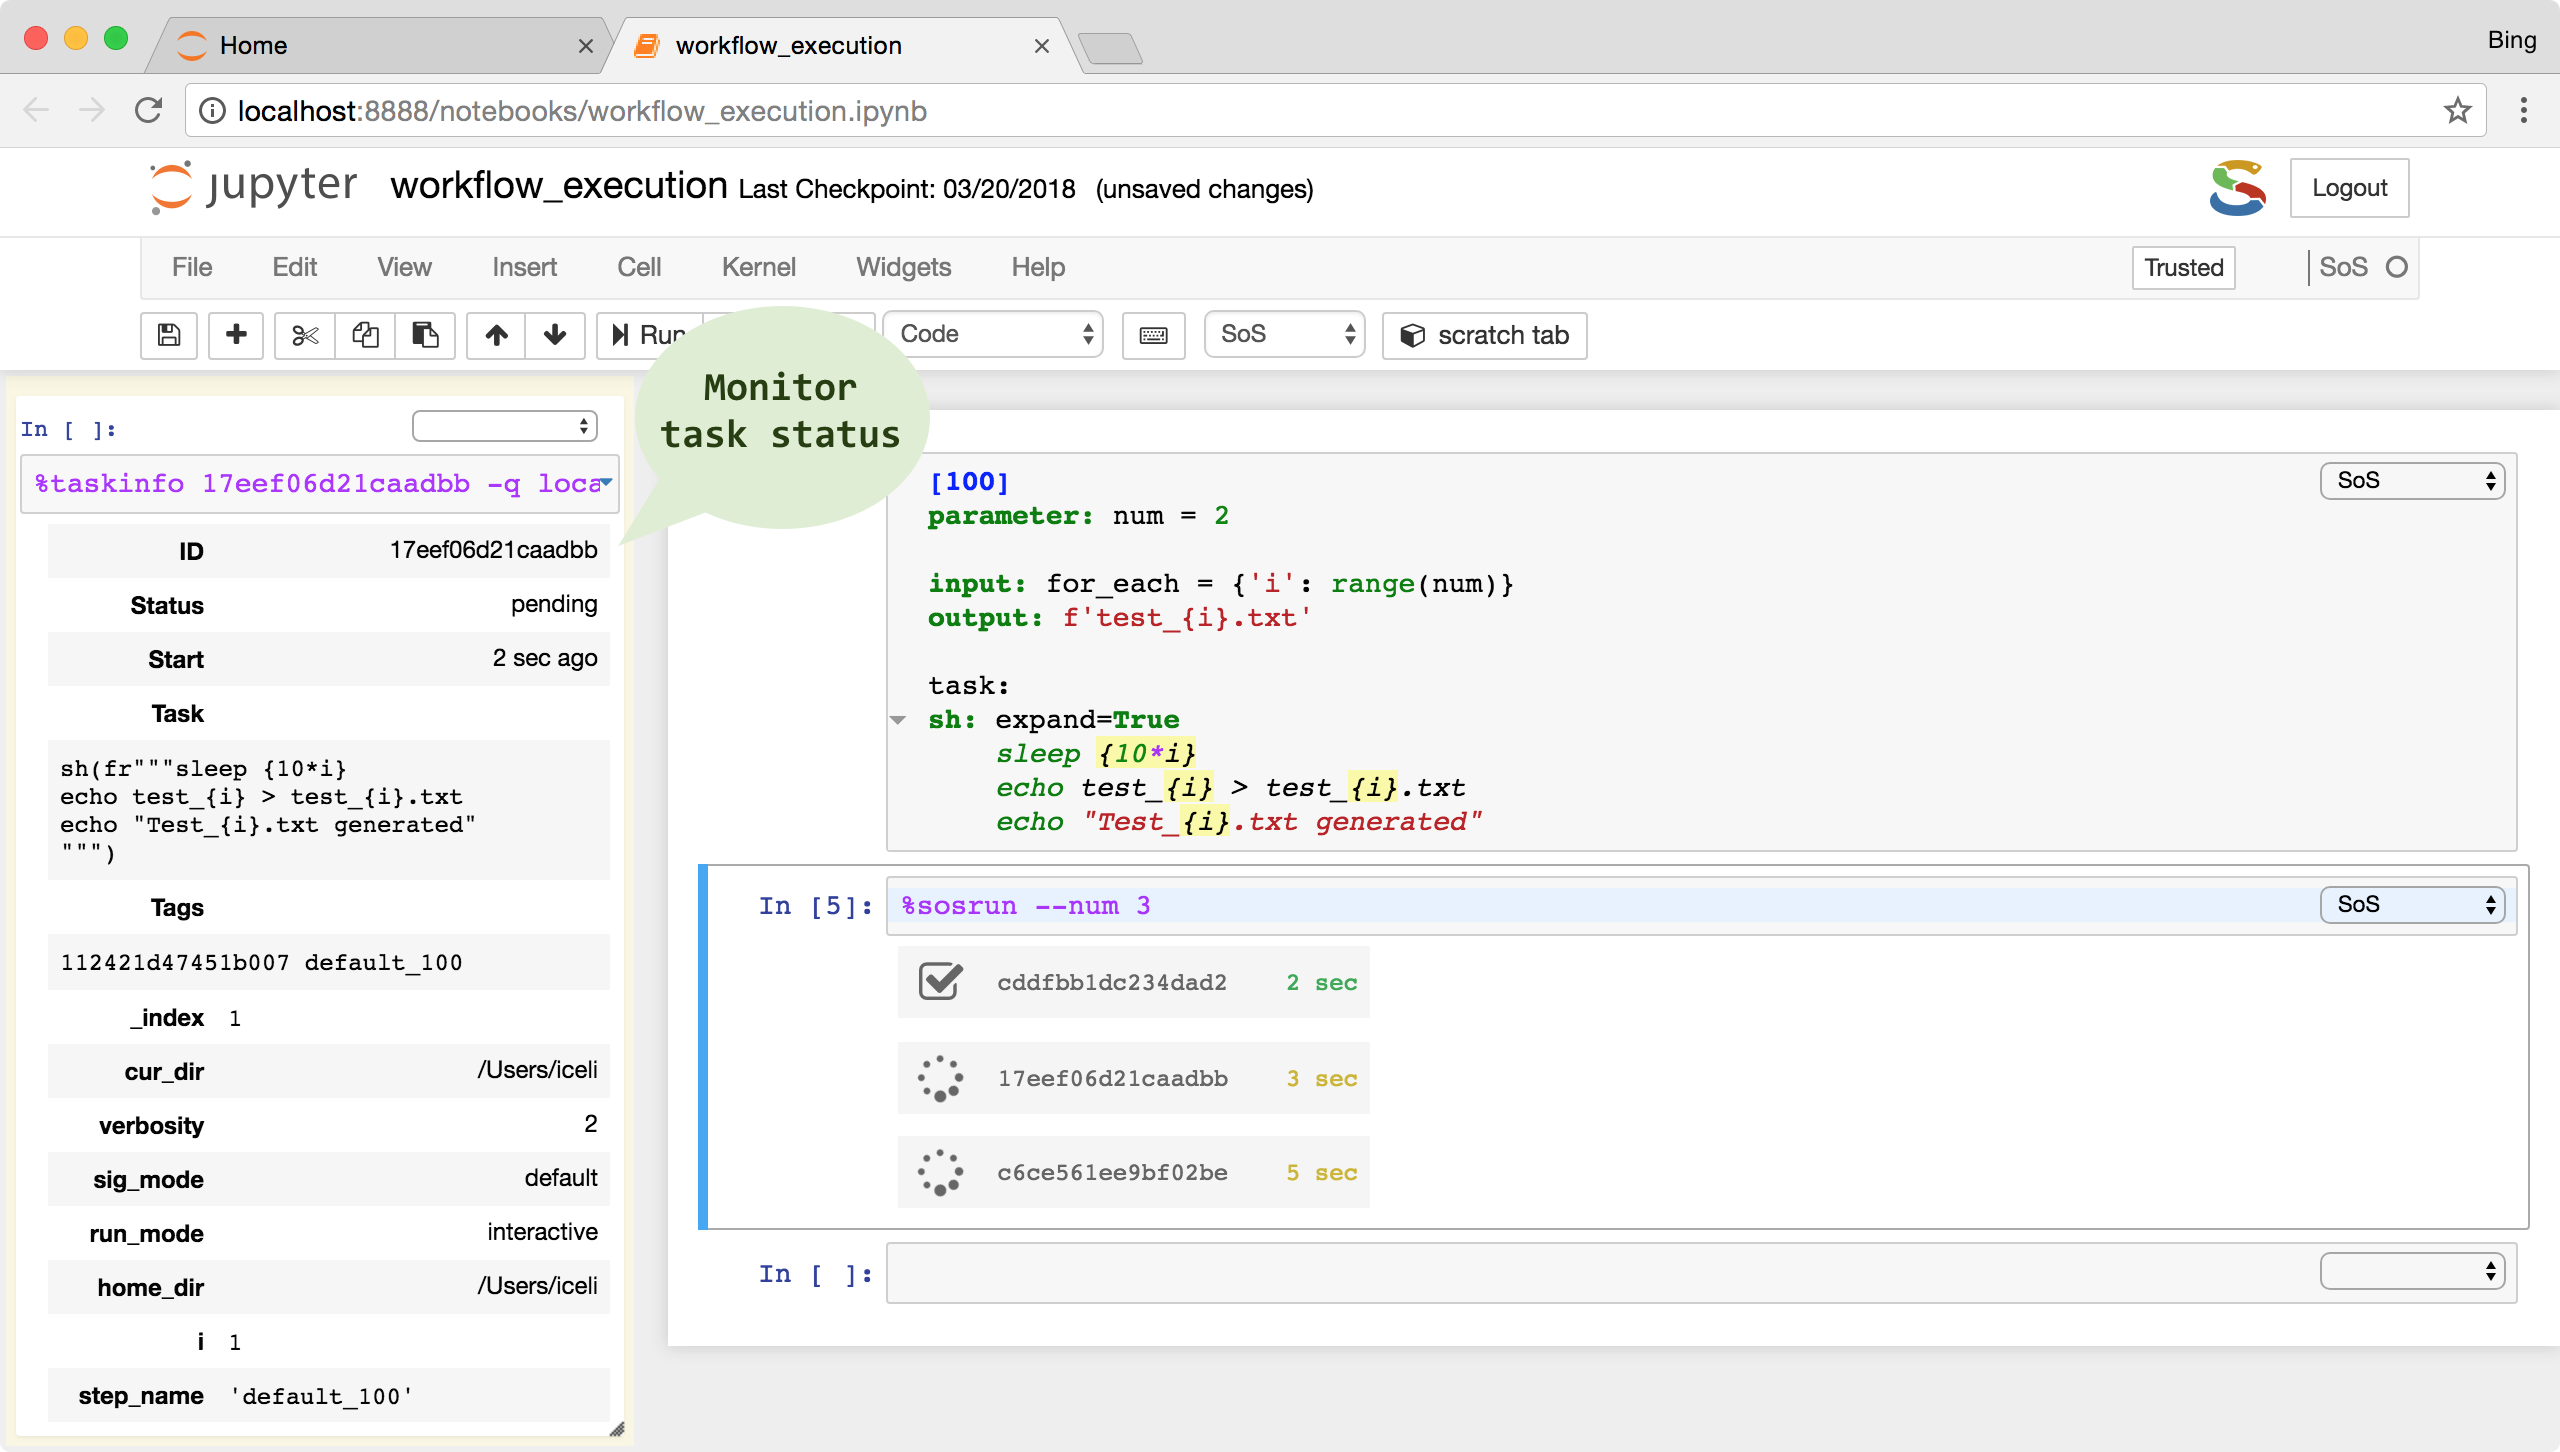 Home
workflow_execution
Bing
localhost:8888/notebooks/workflow_execution.ipynb
jupyter workflow_execution Last Checkpoint: 03/20/2018 (unsaved changes)
Logout
File Edit View Insert Cell Kernel Widgets Help
Trusted
SoS
Run
Code
SoS
scratch tab
Monitor
task status
In [ ]:
%taskinfo 17eef06d21caadbb -q loca
ID 17eef06d21caadbb
Status pending
Start 2 sec ago
Task
sh(fr"""sleep {10*i}
echo test_{i} > test_{i}.txt
echo "Test_{i}.txt generated"
""")
Tags
112421d47451b007 default_100
_index 1
cur_dir /Users/iceli
verbosity 2
sig_mode default
run_mode interactive
home_dir /Users/iceli
i 1
step_name 'default_100'
[100]
SoS
parameter: num = 2
input: for_each = {'i': range(num)}
output: f'test_{i}.txt'
task:
sh: expand=True
sleep {10*i}
echo test_{i} > test_{i}.txt
echo "Test_{i}.txt generated"
In [5]: %sosrun --num 3
SoS
cddfbb1dc234dad2 2 sec
17eef06d21caadbb 3 sec
c6ce561ee9bf02be 5 sec
In [ ]: